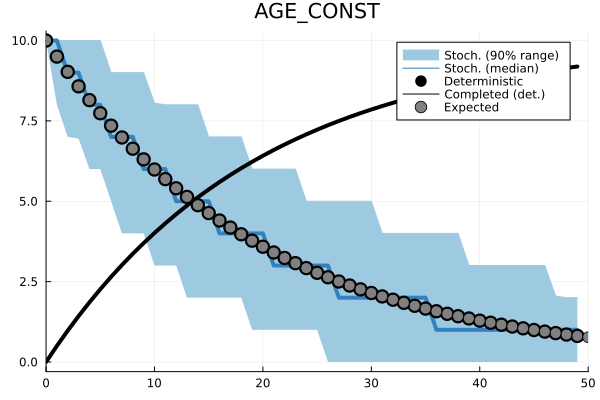 AGE_CONST
10.0
7.5
5.0
2.5
0.0
0
10
20
30
40
50
Stoch. (90% range)
Stoch. (median)
Deterministic
Completed (det.)
Expected